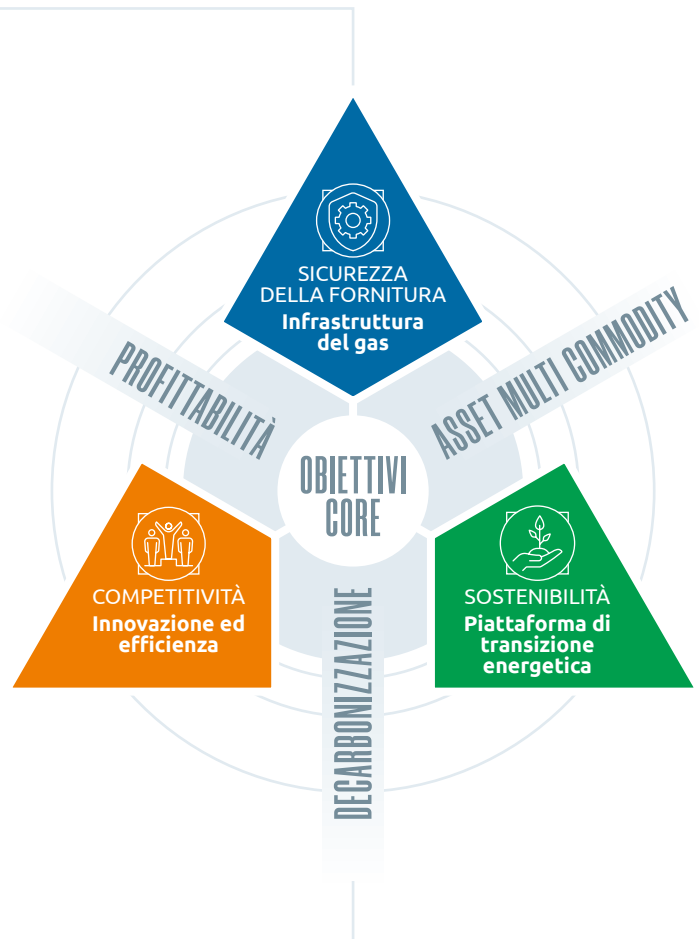 SICUREZZA
DELLA FORNITURA
Infrastruttura
del gas
PROFITTABILITÀ
ASSET MULTI COMMODITY
OBIETTIVI
CORE
COMPETITIVITÀ
Innovazione ed
efficienza
DECARBONIZZAZIONE
SOSTENIBILITÀ
Piattaforma di
transizione
energetica